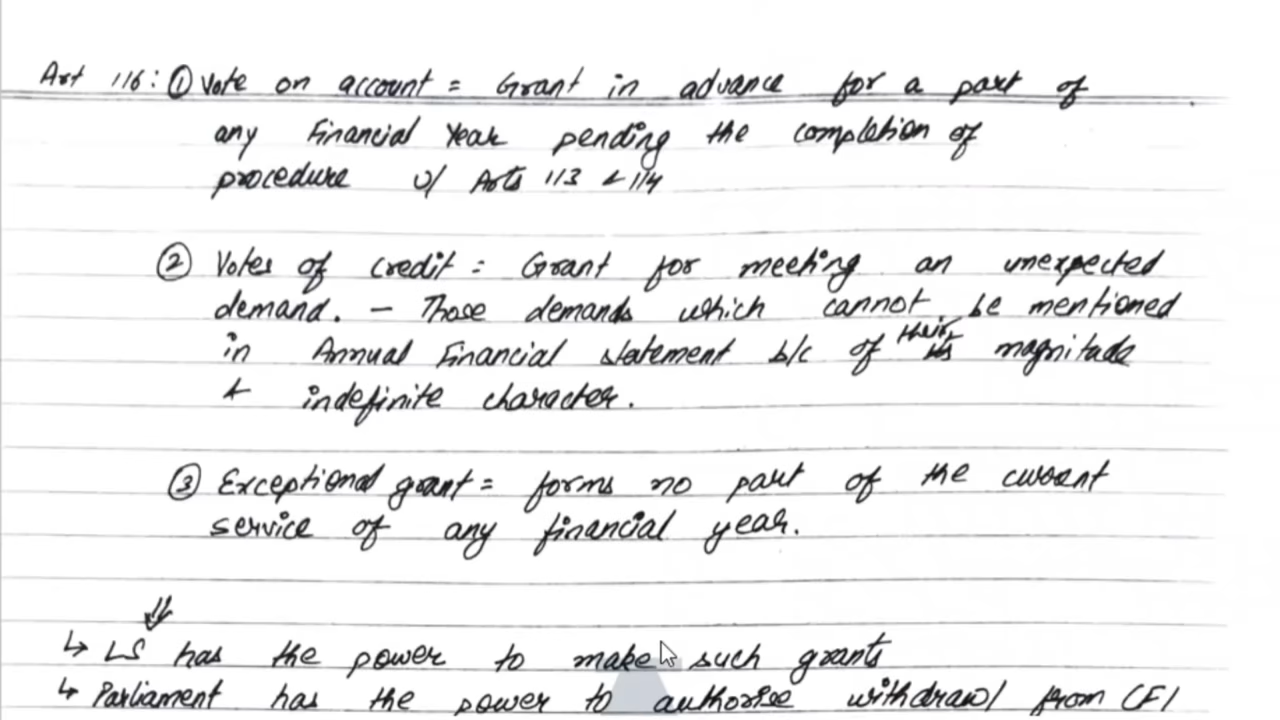 Art 116: ① Vote on account = Grant in advance for a part of
any Financial Year pending the completion of
procedure u/ Arts 113 & 114
② Votes of credit = Grant for meeting an unexpected
demand. – Those demands which cannot be mentioned
in Annual Financial statement b/c of their magnitude
& indefinite character.
③ Exceptional grant = forms no part of the current
service of any financial year.
⇓
↳ LS has the power to make such grants
↳ Parliament has the power to authorise withdrawl from CFI